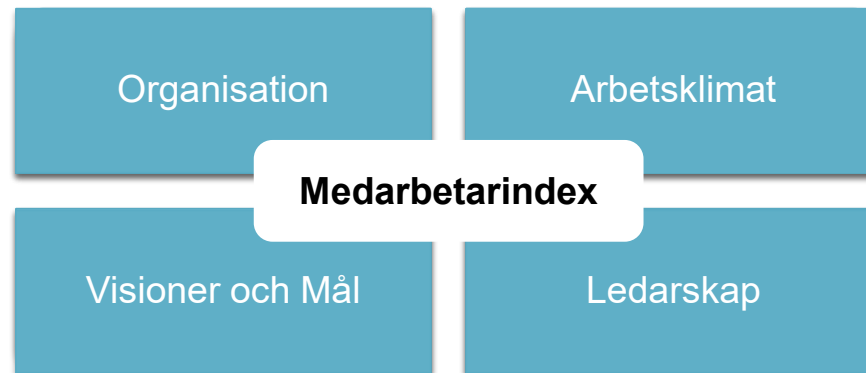 Organisation
Arbetsklimat
Medarbetarindex
Visioner och Mål
Ledarskap